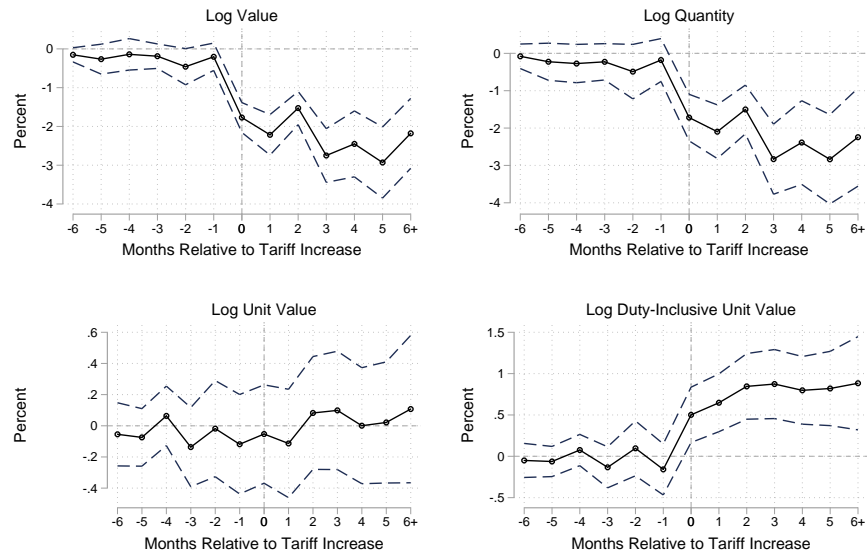 Log Value
Percent
0
-1
-2
-3
-4
-6 -5 -4 -3 -2 -1 0 1 2 3 4 5 6+
Months Relative to Tariff Increase
Log Quantity
Percent
0
-1
-2
-3
-4
-6 -5 -4 -3 -2 -1 0 1 2 3 4 5 6+
Months Relative to Tariff Increase
Log Unit Value
Percent
.6
.4
.2
0
-.2
-.4
-6 -5 -4 -3 -2 -1 0 1 2 3 4 5 6+
Months Relative to Tariff Increase
Log Duty-Inclusive Unit Value
Percent
1.5
1
.5
0
-.5
-6 -5 -4 -3 -2 -1 0 1 2 3 4 5 6+
Months Relative to Tariff Increase